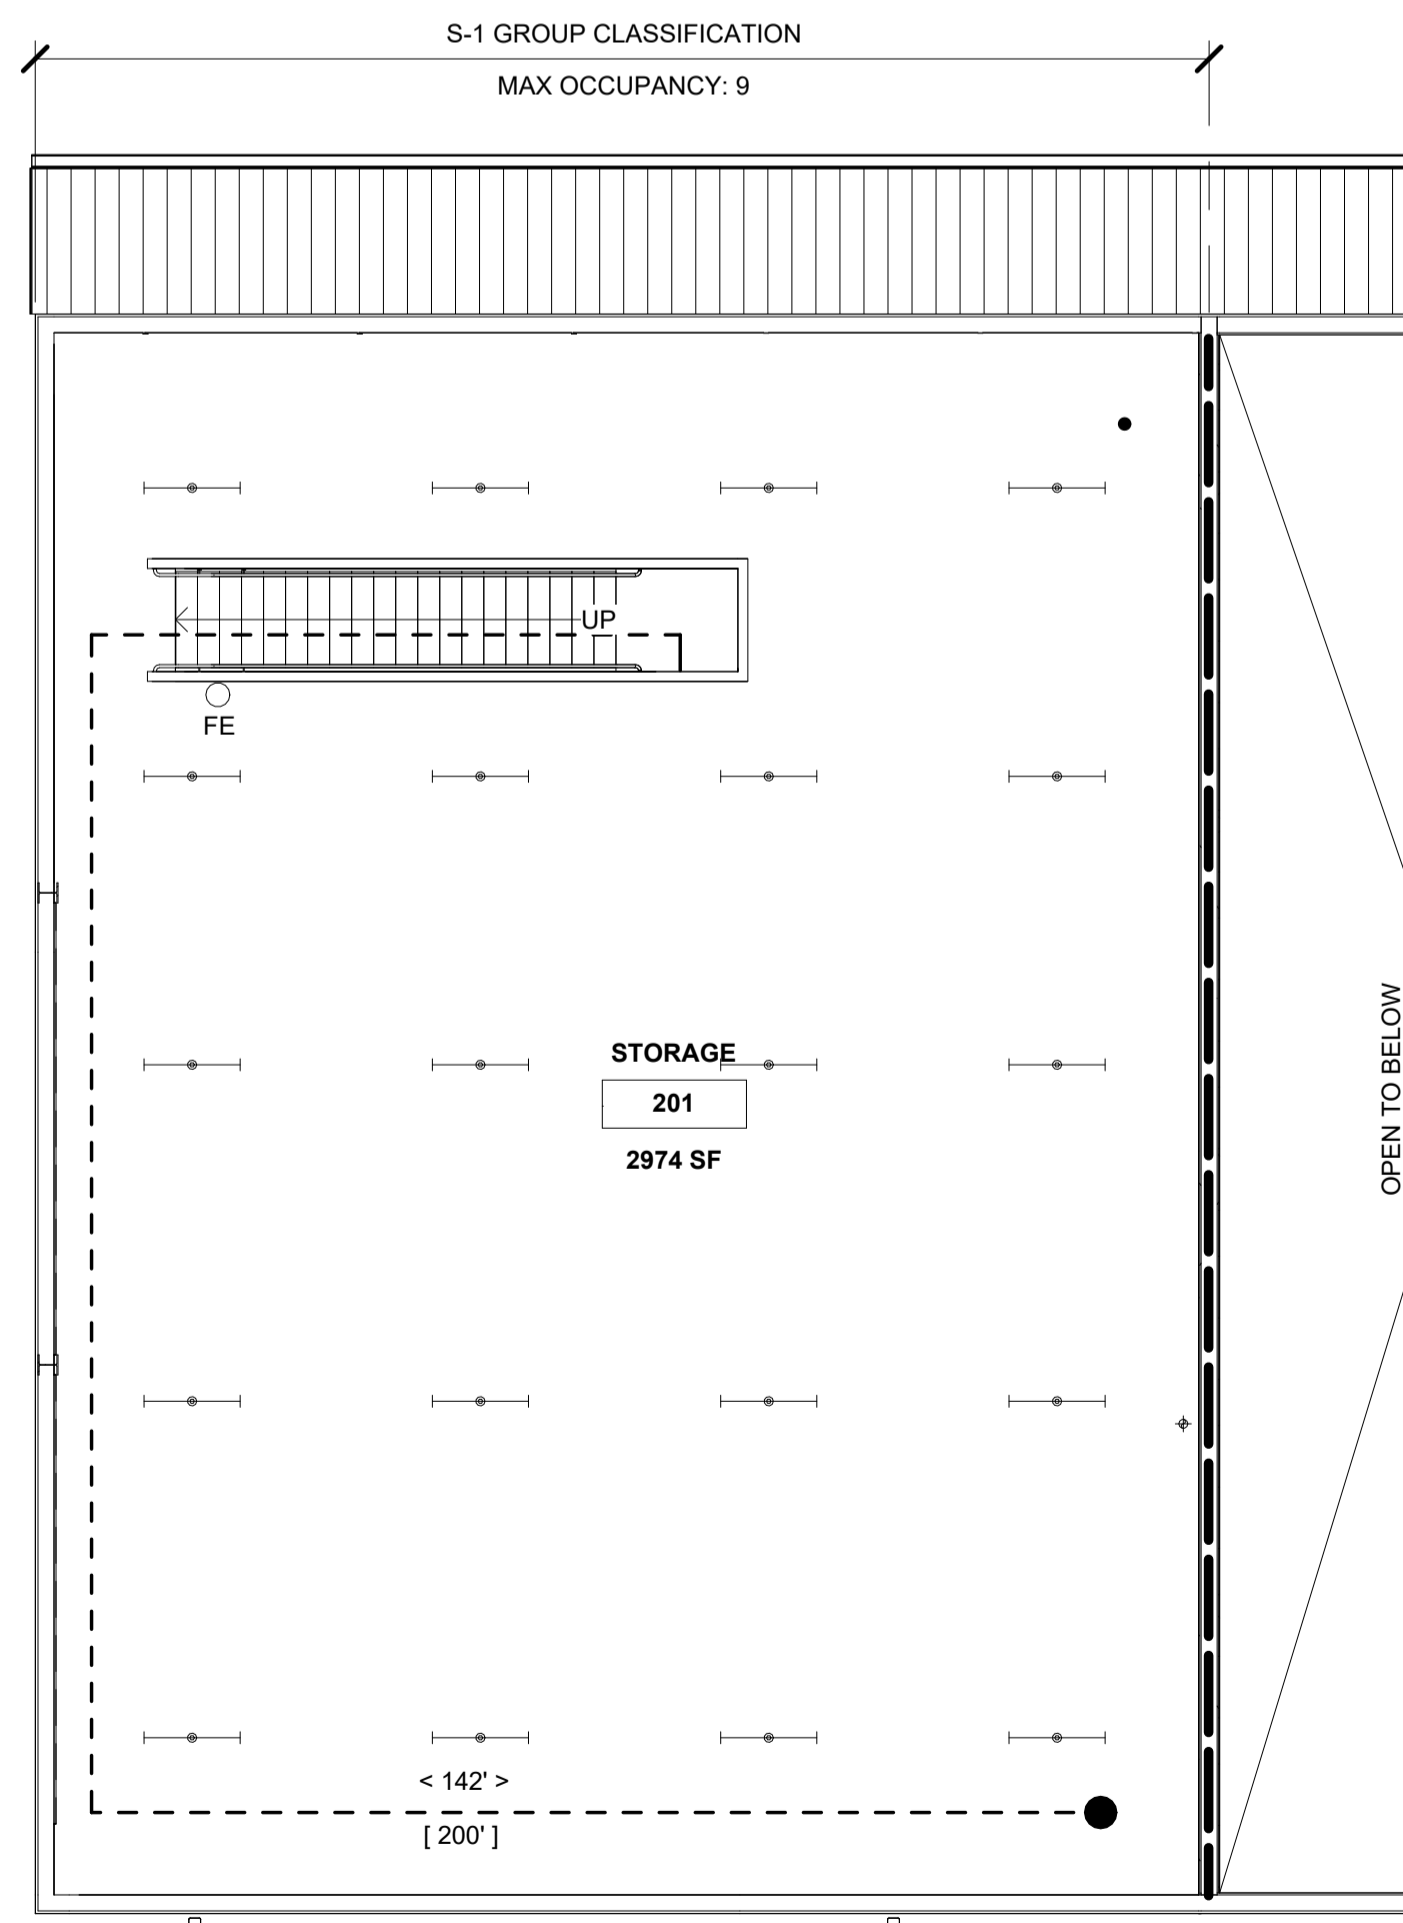 S-1 GROUP CLASSIFICATION
MAX OCCUPANCY: 9
UP
FE
STORAGE
201
2974 SF
OPEN TO BELOW
< 142' >
[ 200' ]